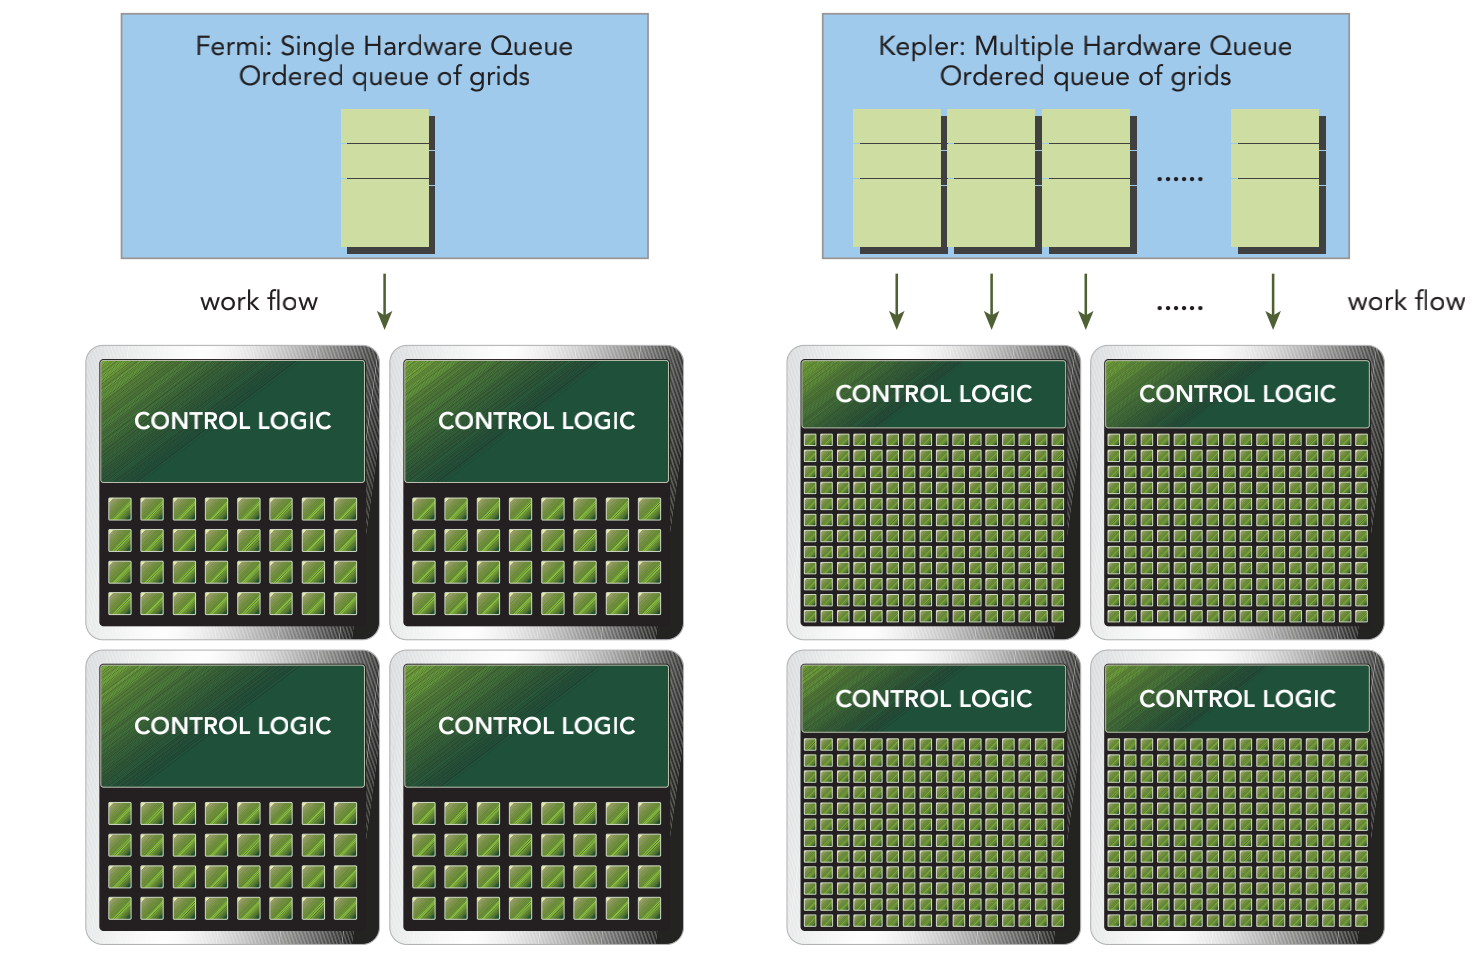 Fermi: Single Hardware Queue
Ordered queue of grids
work flow
CONTROL LOGIC
CONTROL LOGIC
CONTROL LOGIC
CONTROL LOGIC
Kepler: Multiple Hardware Queue
Ordered queue of grids
......
......
work flow
CONTROL LOGIC
CONTROL LOGIC
CONTROL LOGIC
CONTROL LOGIC